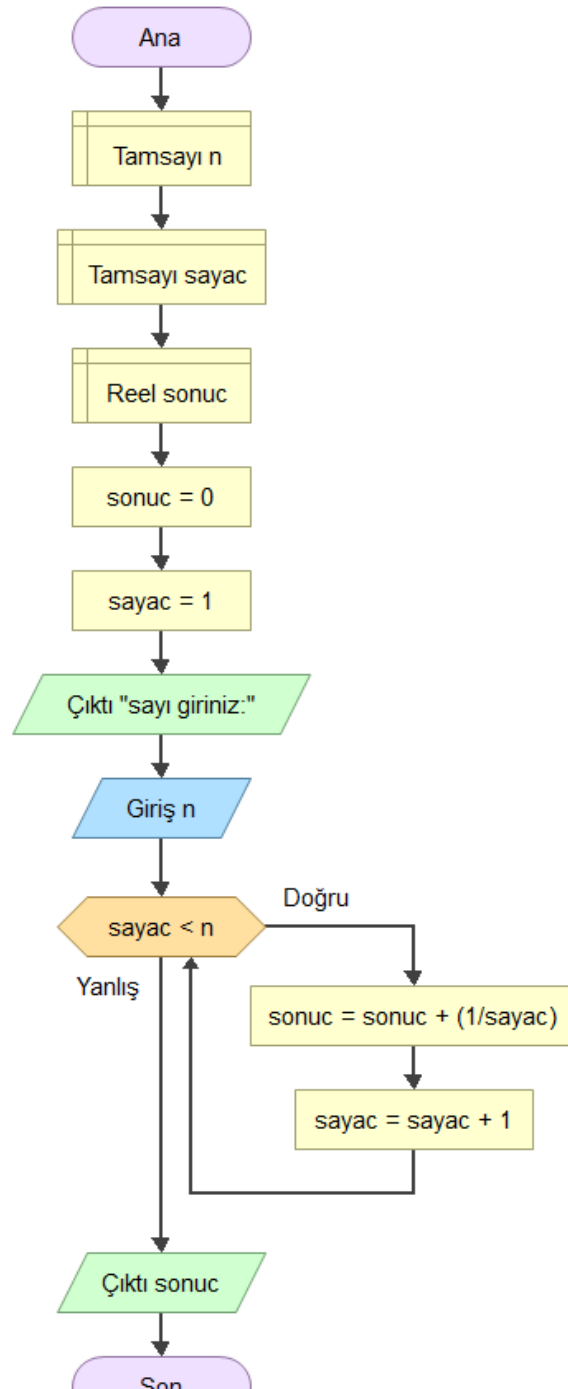 Ana
Tamsayı n
Tamsayı sayac
Reel sonuc
sonuc = 0
sayac = 1
Çıktı "sayı giriniz:"
Giriş n
sayac < n
Doğru
Yanlış
sonuc = sonuc + (1/sayac)
sayac = sayac + 1
Çıktı sonuc
Son